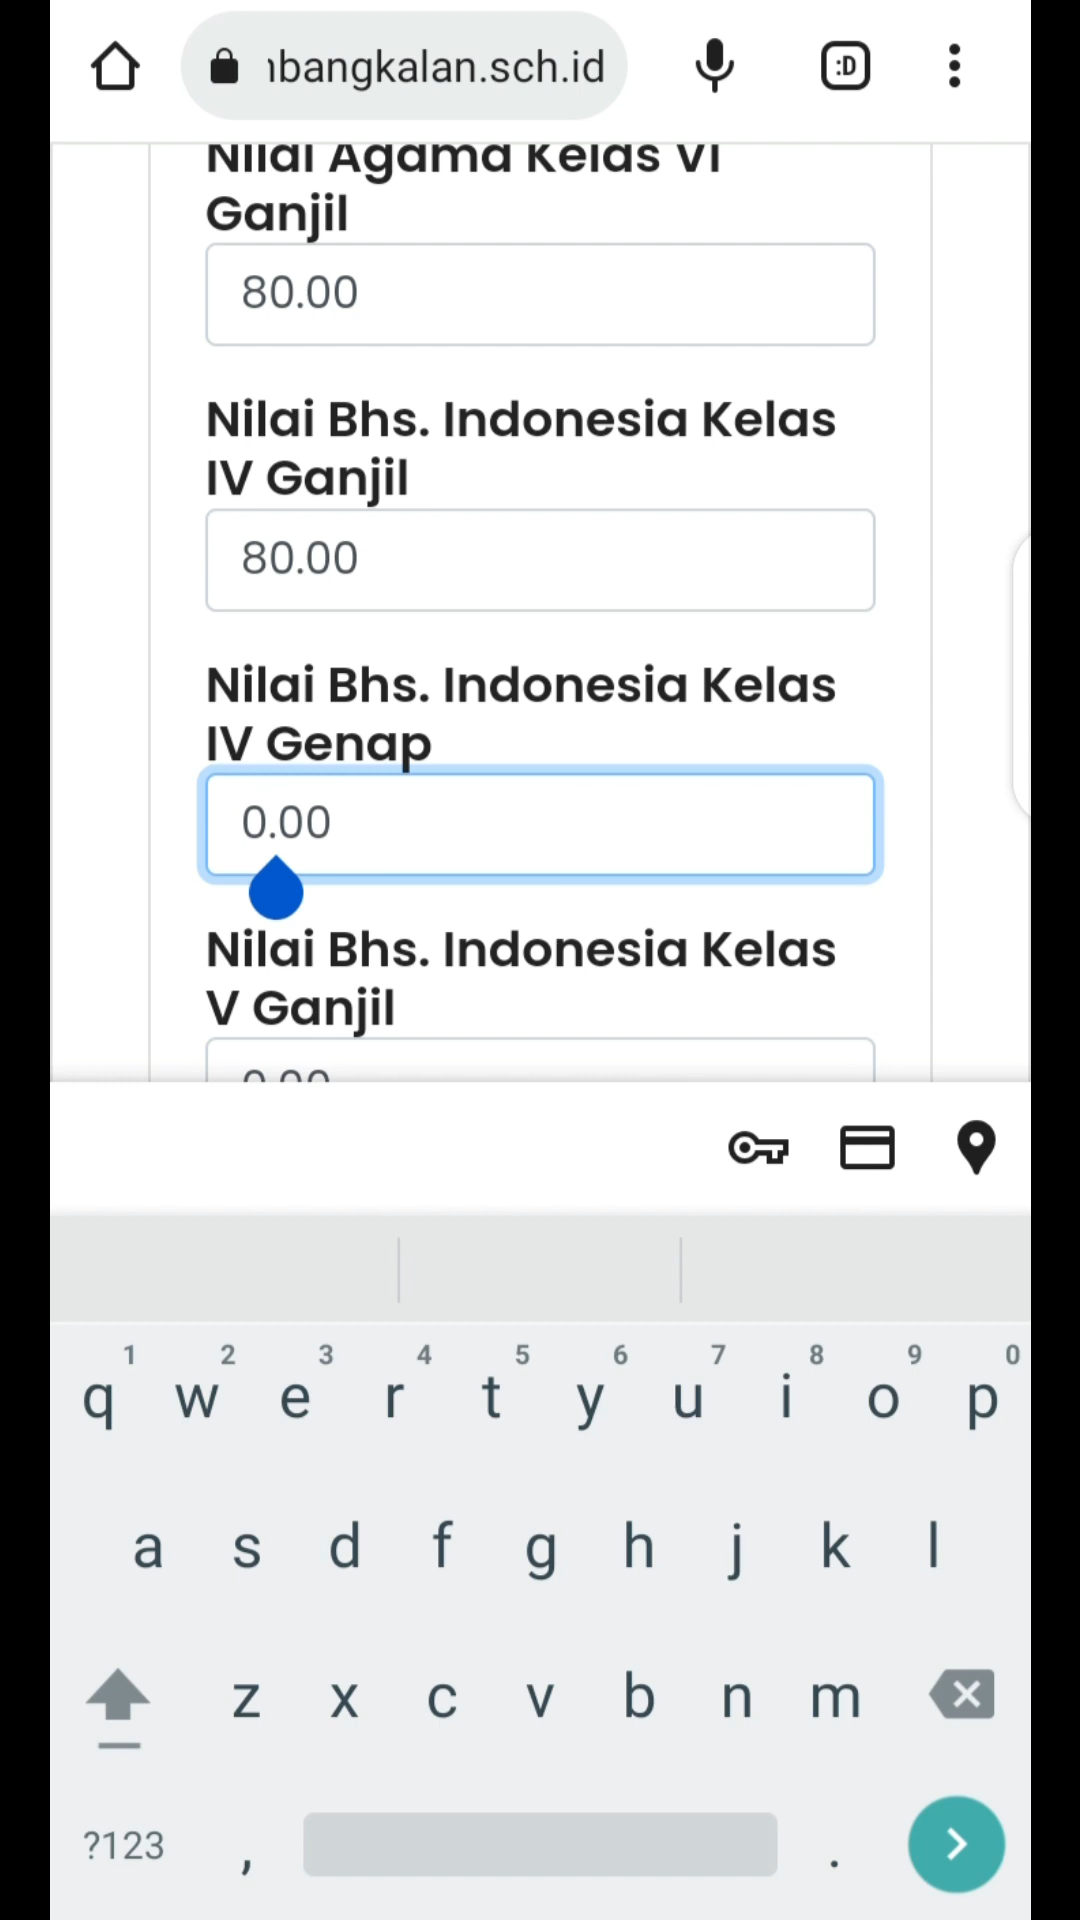 ıbangkalan.sch.id
:D
Nilai Agama Kelas VI
Ganjil
80.00
Nilai Bhs. Indonesia Kelas
IV Ganjil
80.00
Nilai Bhs. Indonesia Kelas
IV Genap
0.00
Nilai Bhs. Indonesia Kelas
V Ganjil
0.00
1 2 3 4 5 6 7 8 9 0
q w e r t y u i o p
a s d f g h j k l
z x c v b n m
?123 , .